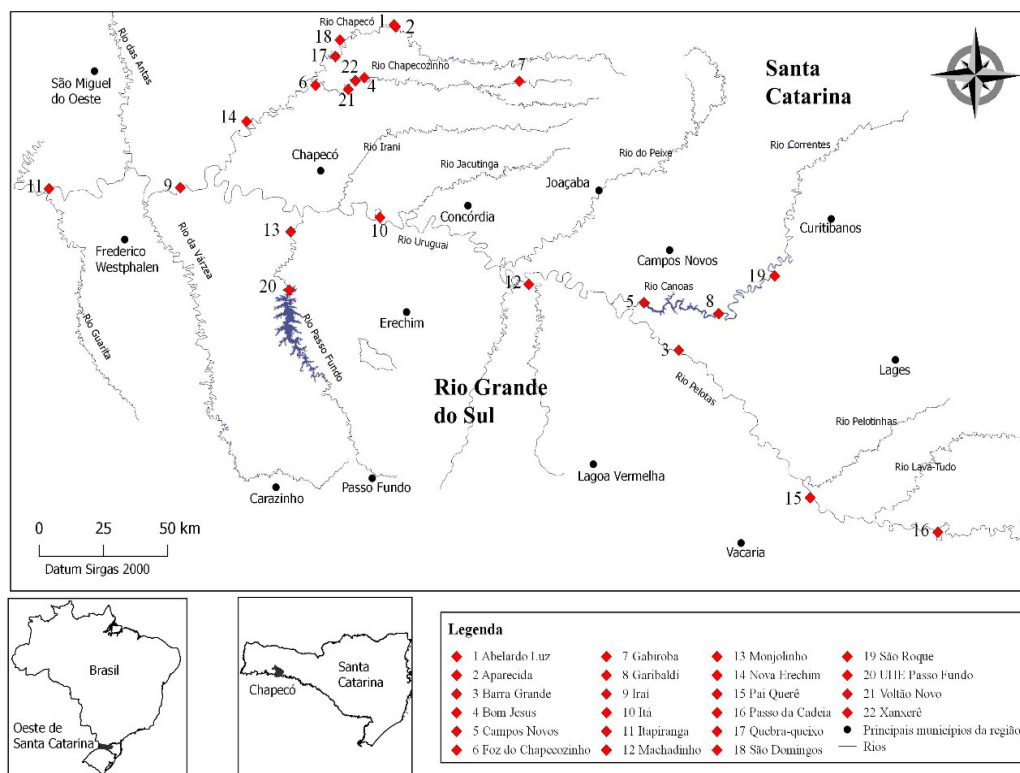 Rio Chapecó
1
2
18
17
22
Rio Chapecozinho
4
6
21
7
Rio das Antas
São Miguel
do Oeste
Santa
Catarina
14
Rio Irani
Rio Correntes
Chapecó
Rio Jacutinga
Rio do Peixe
Joaçaba
11
9
Concórdia
Curitibanos
10
13
Rio Uruguai
Frederico
Westphalen
Rio da Várzea
Campos Novos
19
20
12
Rio Canoas
5
8
Erechim
Rio Guarita
Rio Passo Fundo
3
Lages
Rio Grande
do Sul
Rio Pelotas
Rio Pelotinhas
Lagoa Vermelha
Rio Lava-Tudo
Passo Fundo
Carazinho
15
16
Vacaria
0 25 50 km
Datum Sirgas 2000
Brasil
Oeste de
Santa Catarina
Santa
Catarina
Chapecó
Legenda
1 Abelardo Luz
2 Aparecida
3 Barra Grande
4 Bom Jesus
5 Campos Novos
6 Foz do Chapecozinho
7 Gabiroba
8 Garibaldi
9 Iraí
10 Itá
11 Itapiranga
12 Machadinho
13 Monjolinho
14 Nova Erechim
15 Pai Querê
16 Passo da Cadeia
17 Quebra-queixo
18 São Domingos
19 São Roque
20 UHE Passo Fundo
21 Voltão Novo
22 Xanxerê
Principais municípios da região
Rios